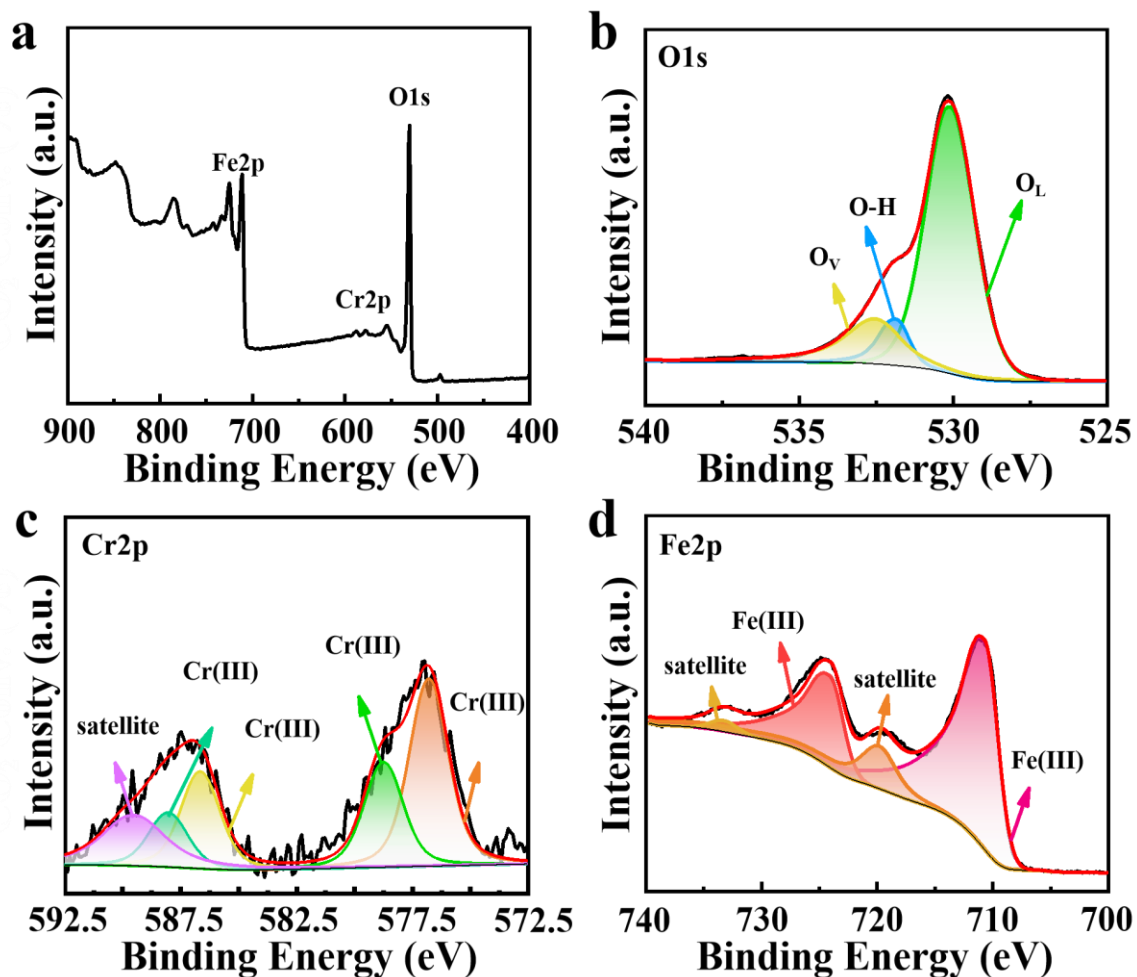 a
O1s
Fe2p
Cr2p
Intensity (a.u.)
900 800 700 600 500 400
Binding Energy (eV)
b
O1s
O_L
O-H
O_V
Intensity (a.u.)
540 535 530 525
Binding Energy (eV)
c
Cr2p
Cr(III)
Cr(III)
Cr(III)
Cr(III)
satellite
Intensity (a.u.)
592.5 587.5 582.5 577.5 572.5
Binding Energy (eV)
d
Fe2p
Fe(III)
satellite
satellite
Fe(III)
Intensity (a.u.)
740 730 720 710 700
Binding Energy (eV)